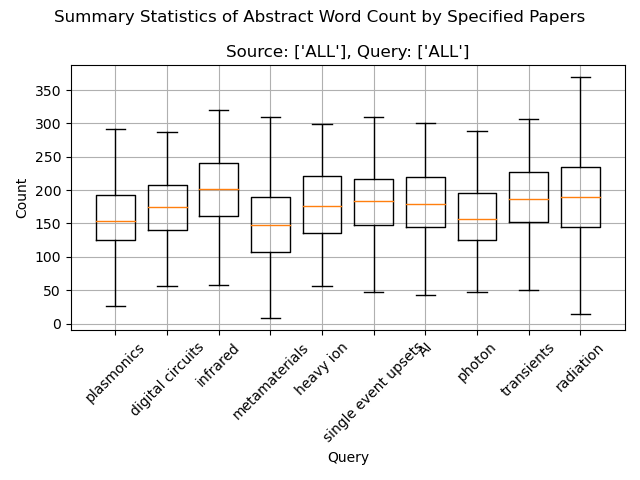 Summary Statistics of Abstract Word Count by Specified Papers
Source: ['ALL'], Query: ['ALL']
350
300
250
200
150
100
50
0
Count
plasmonics
digital circuits
infrared
metamaterials
heavy ion
single event upsets
AI
photon
transients
radiation
Query